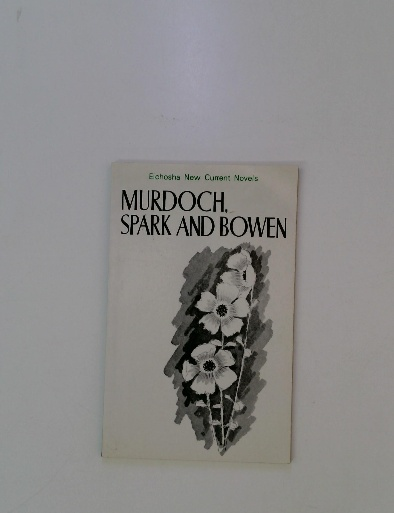 Eichosha New Current Novels
MURDOCH,
SPARK AND BOWEN